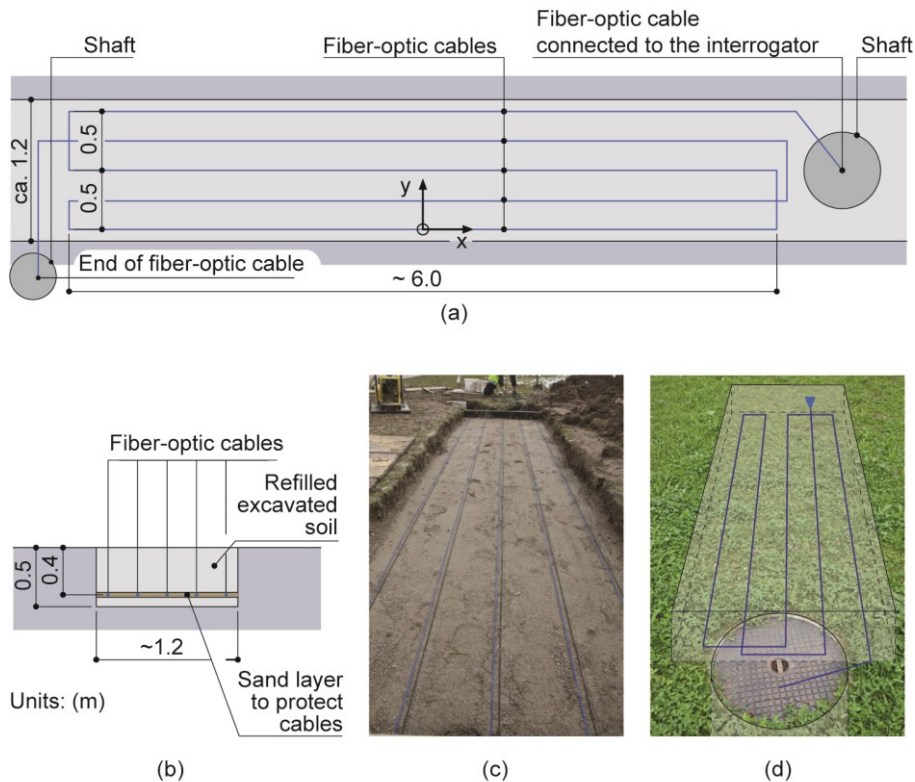 Shaft
Fiber-optic cables
Fiber-optic cable
connected to the interrogator
Shaft
ca. 1.2
0.5
0.5
y
x
End of fiber-optic cable
~ 6.0
(a)
Fiber-optic cables
Refilled
excavated
soil
0.5
0.4
~1.2
Sand layer
to protect
cables
Units: (m)
(b)
(c)
(d)